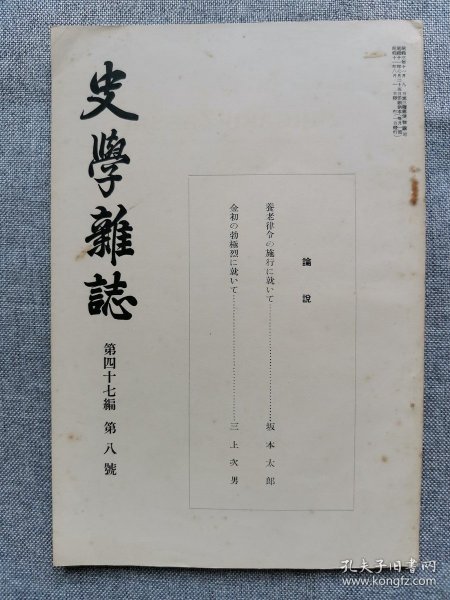 論說
養老律令の施行に就いて……………………坂本太郎
金初の勃極烈に就いて……………………三上次男
史學雜誌
第四十七編 第八號
孔夫子旧书网
www.kongfz.com